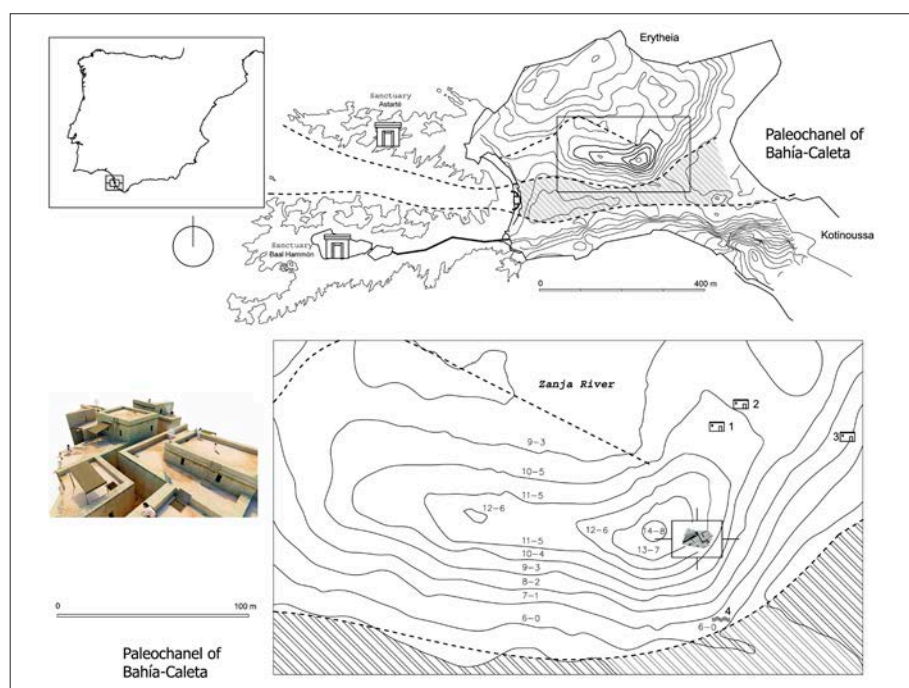 Erytheia
Sanctuary
Astarté
Paleochanel of
Bahía-Caleta
Sanctuary
Baal Hammón
Kotinoussa
0
400 m
Zanja River
2
1
3
9-3
10-5
11-5
12-6
12-6
14-8
13-7
11-5
10-4
9-3
8-2
7-1
6-0
4
6-0
0
100 m
Paleochanel of
Bahía-Caleta